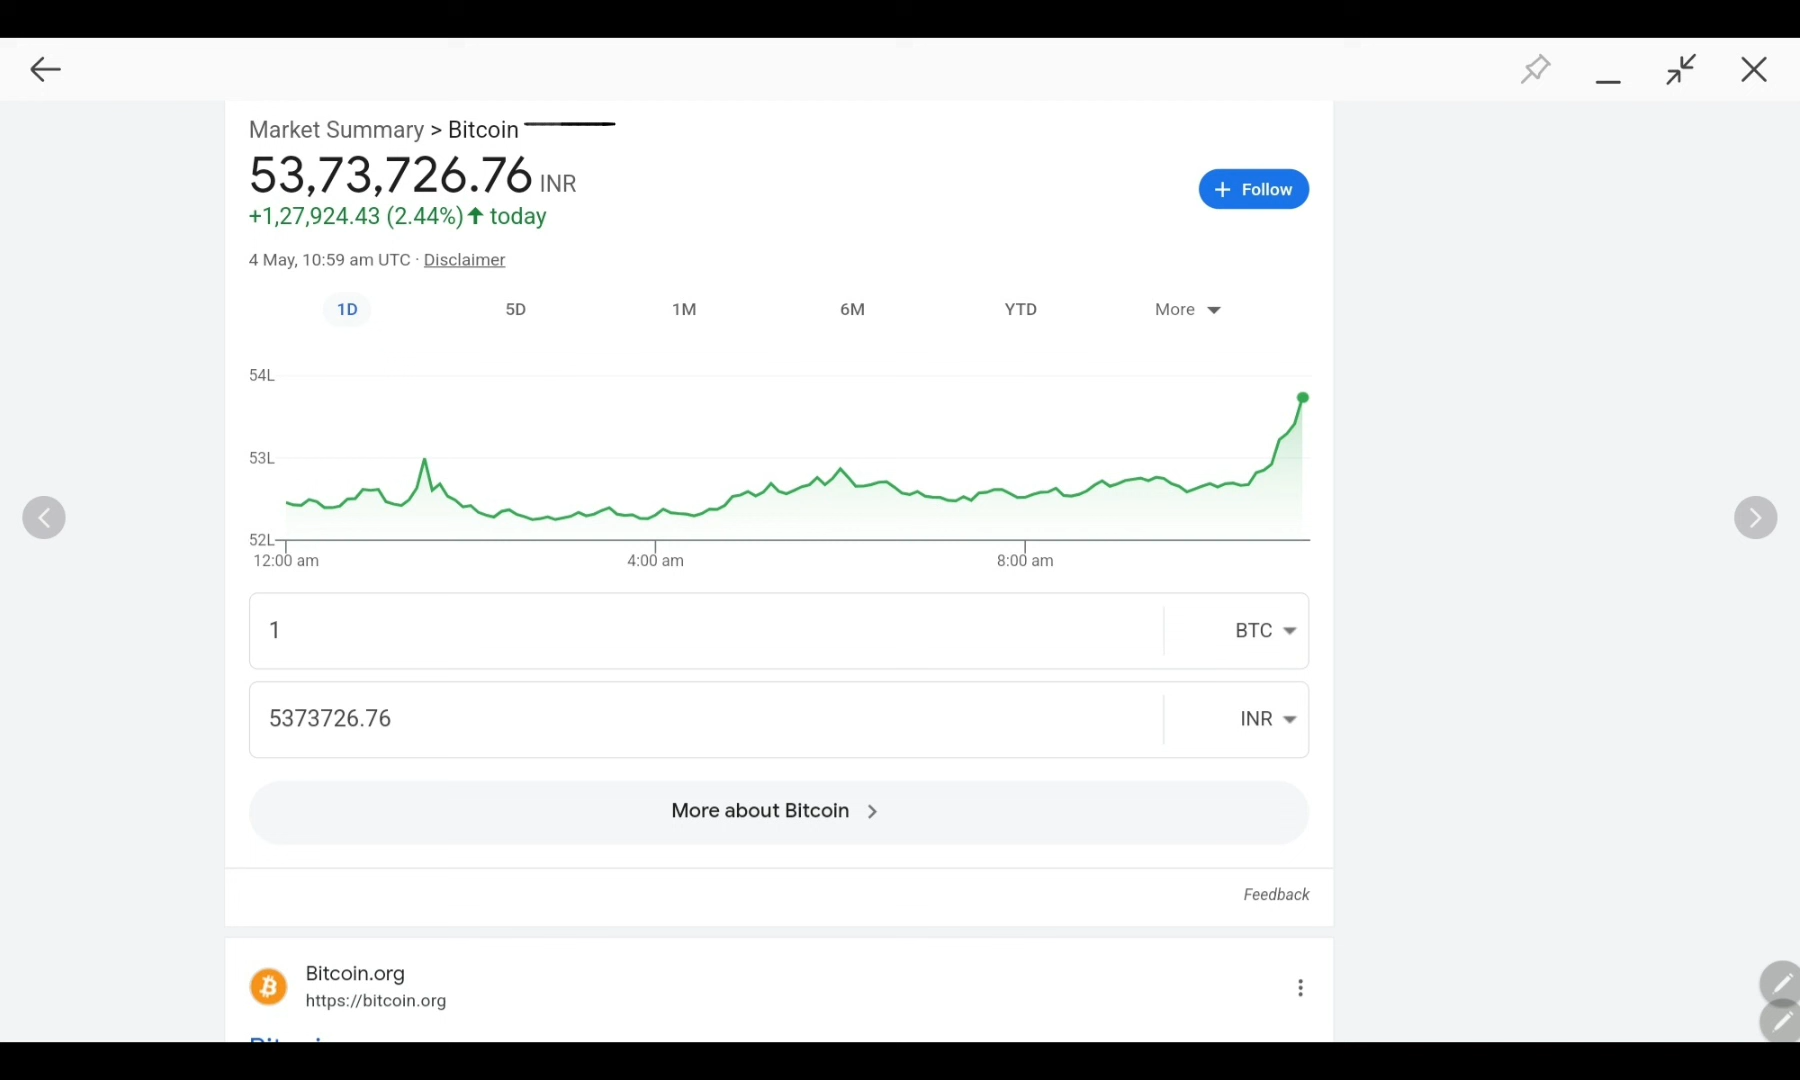 Market Summary > Bitcoin
53,73,726.76 INR
+ Follow
+1,27,924.43 (2.44%) ↑ today
4 May, 10:59 am UTC · Disclaimer
1D 5D 1M 6M YTD More
54L
53L
52L
12:00 am 4:00 am 8:00 am
1 BTC
5373726.76 INR
More about Bitcoin
Feedback
Bitcoin.org
https://bitcoin.org